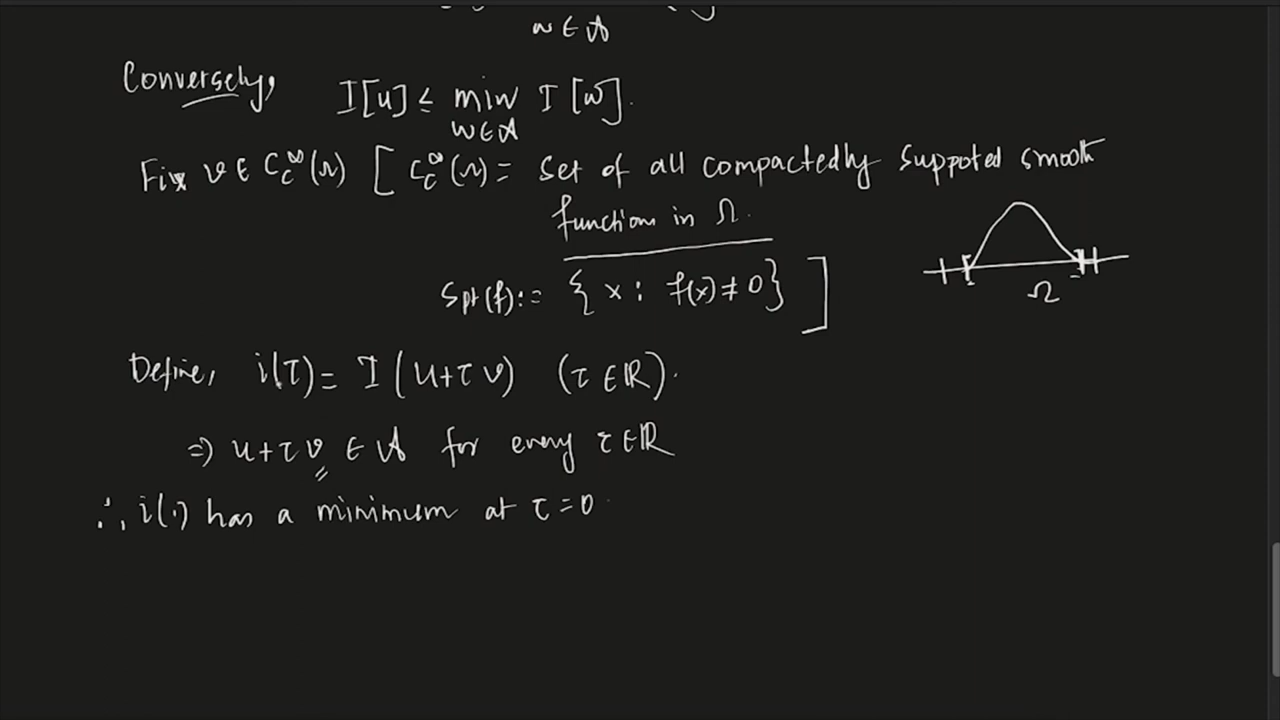 w ∈ A
Conversely, I[u] ≤ min I[w].
w ∈ A
Fix v ∈ C_c^∞(Ω) [ C_c^∞(Ω) = Set of all compactedly suppoted smooth
function in Ω.
Spt(f) := {x : f(x) ≠ 0} ]
Ω
Define, i(τ) = I(u+τv) (τ ∈ ℝ).
⇒ u+τv ∈ A for every τ ∈ ℝ
∴, i(·) has a minimum at τ = 0